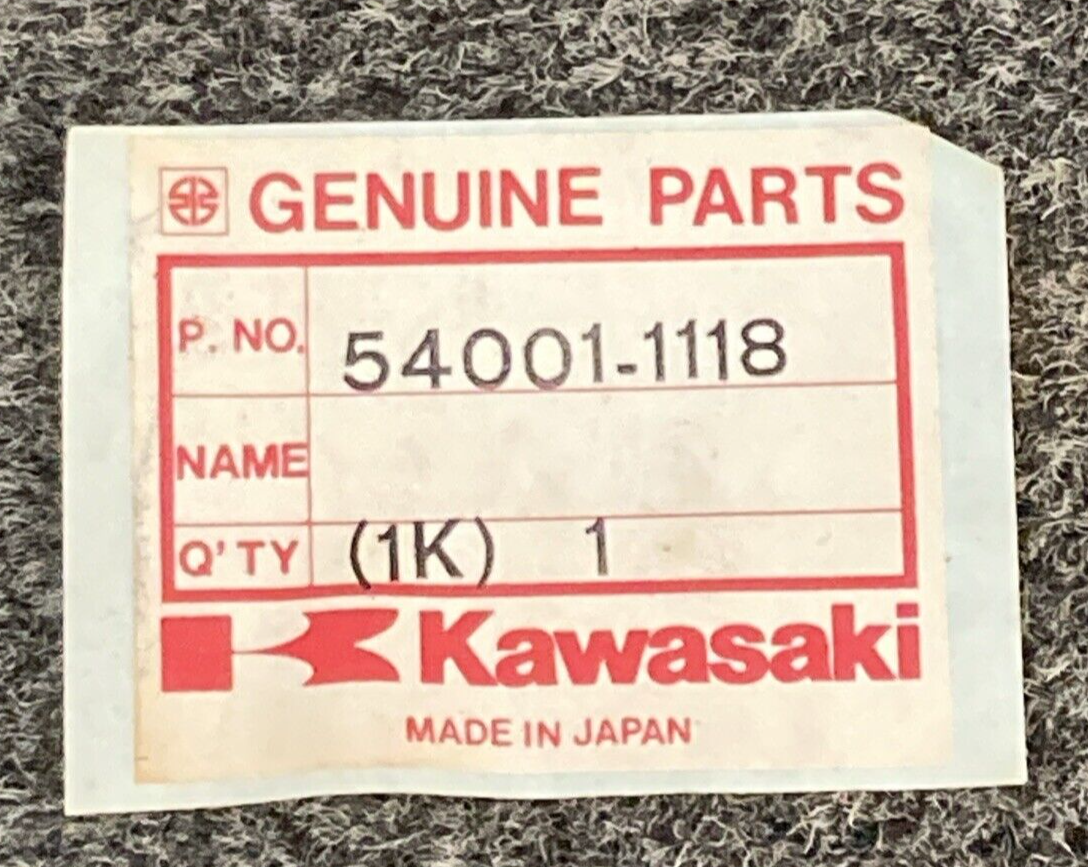 GENUINE PARTS
P. NO. 54001-1118
NAME
Q'TY (1K) 1
Kawasaki
MADE IN JAPAN